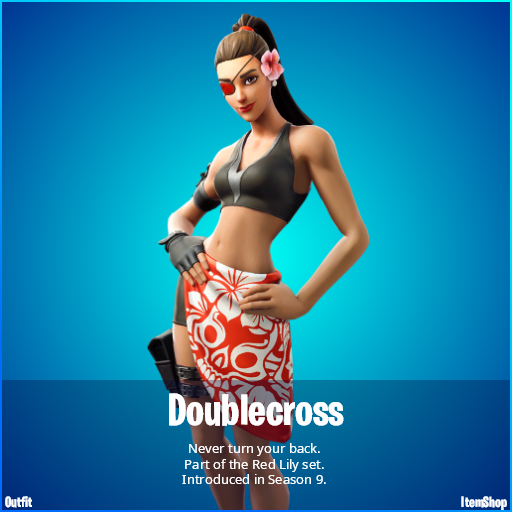 Doublecross
Never turn your back.
Part of the Red Lily set.
Introduced in Season 9.
Outfit
ItemShop